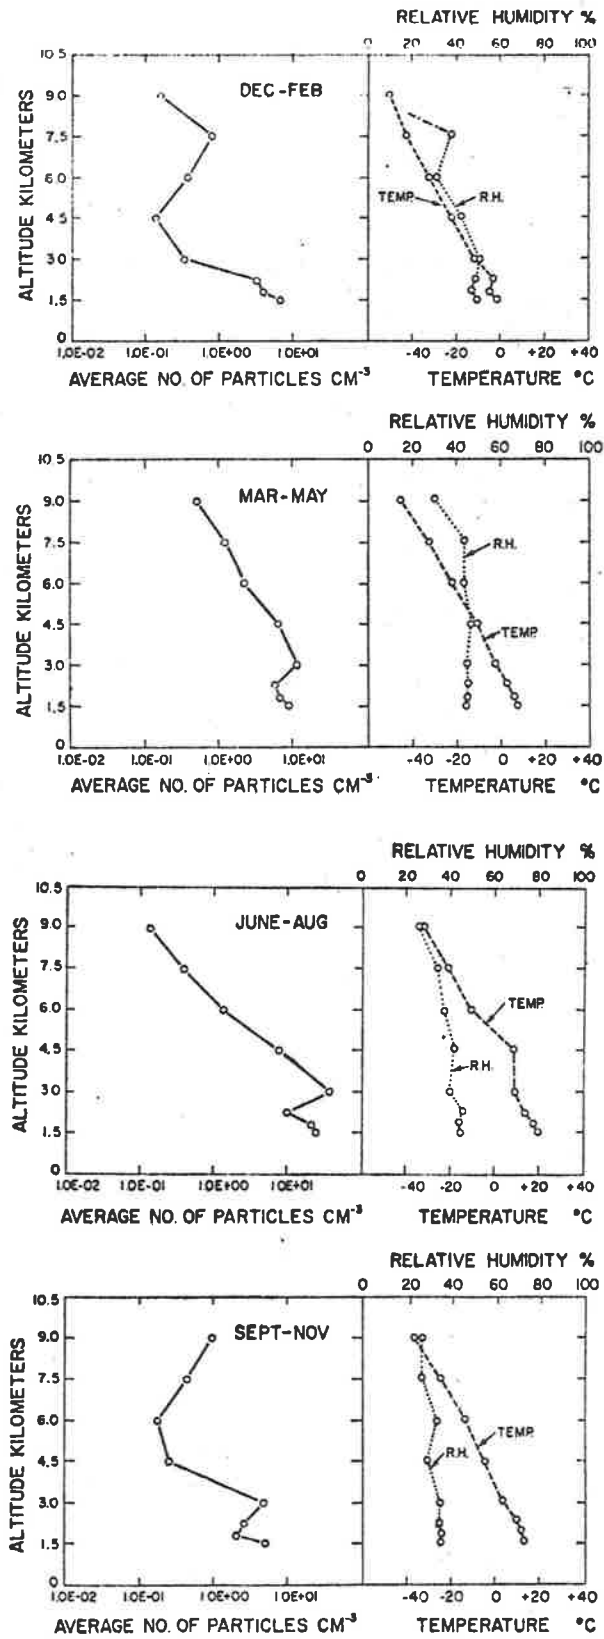 RELATIVE HUMIDITY %
0 20 40 60 80 100
10.5
DEC-FEB
9.0
7.5
6.0
TEMP. R.H.
4.5
3.0
1.5
0
ALTITUDE KILOMETERS
1.0E-02 1.0E-01 1.0E+00 1.0E+01 -40 -20 0 +20 +40
AVERAGE NO. OF PARTICLES CM-3 TEMPERATURE °C
RELATIVE HUMIDITY %
0 20 40 60 80 100
10.5
MAR-MAY
9.0
7.5
R.H.
6.0
4.5
TEMP.
3.0
1.5
0
ALTITUDE KILOMETERS
1.0E-02 1.0E-01 1.0E+00 1.0E+01 -40 -20 0 +20 +40
AVERAGE NO. OF PARTICLES CM-3 TEMPERATURE °C
RELATIVE HUMIDITY %
0 20 40 60 80 100
10.5
JUNE-AUG
9.0
7.5
TEMP.
6.0
4.5
R.H.
3.0
1.5
0
ALTITUDE KILOMETERS
1.0E-02 1.0E-01 1.0E+00 1.0E+01 -40 -20 0 +20 +40
AVERAGE NO. OF PARTICLES CM-3 TEMPERATURE °C
RELATIVE HUMIDITY %
0 20 40 60 80 100
10.5
SEPT-NOV
9.0
7.5
6.0
TEMP.
R.H.
4.5
3.0
1.5
0
ALTITUDE KILOMETERS
1.0E-02 1.0E-01 1.0E+00 1.0E+01 -40 -20 0 +20 +40
AVERAGE NO. OF PARTICLES CM-3 TEMPERATURE °C